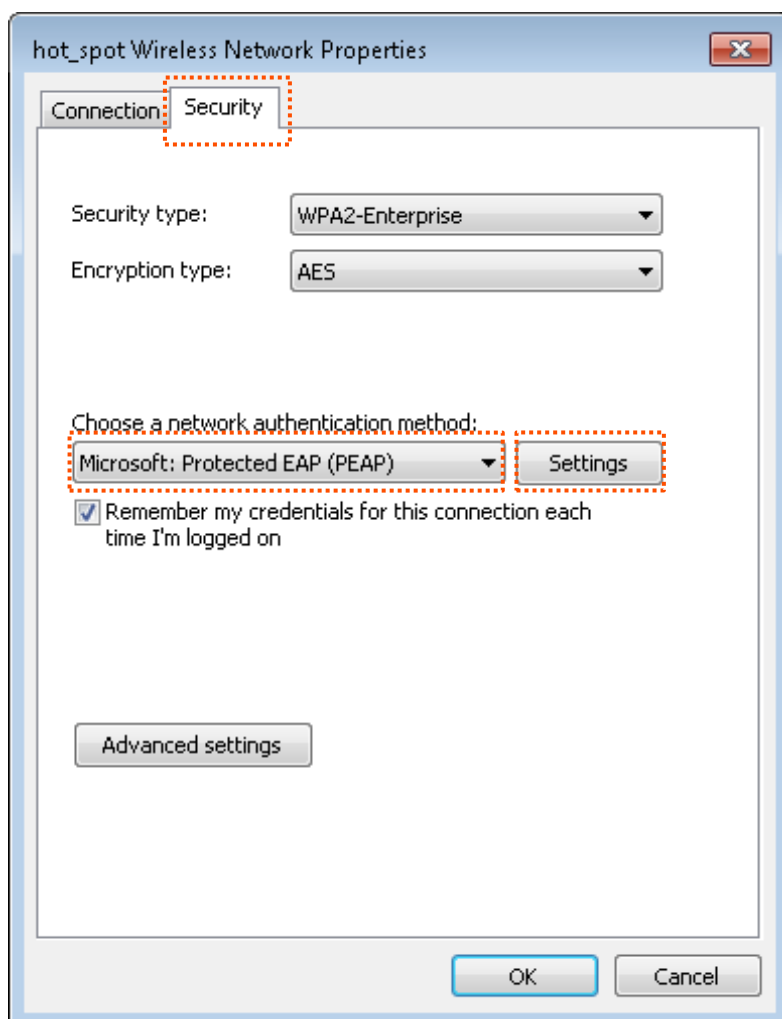 hot_spot Wireless Network Properties
Connection Security
Security type: WPA2-Enterprise
Encryption type: AES
Choose a network authentication method:
Microsoft: Protected EAP (PEAP) Settings
Remember my credentials for this connection each
time I'm logged on
Advanced settings
OK Cancel